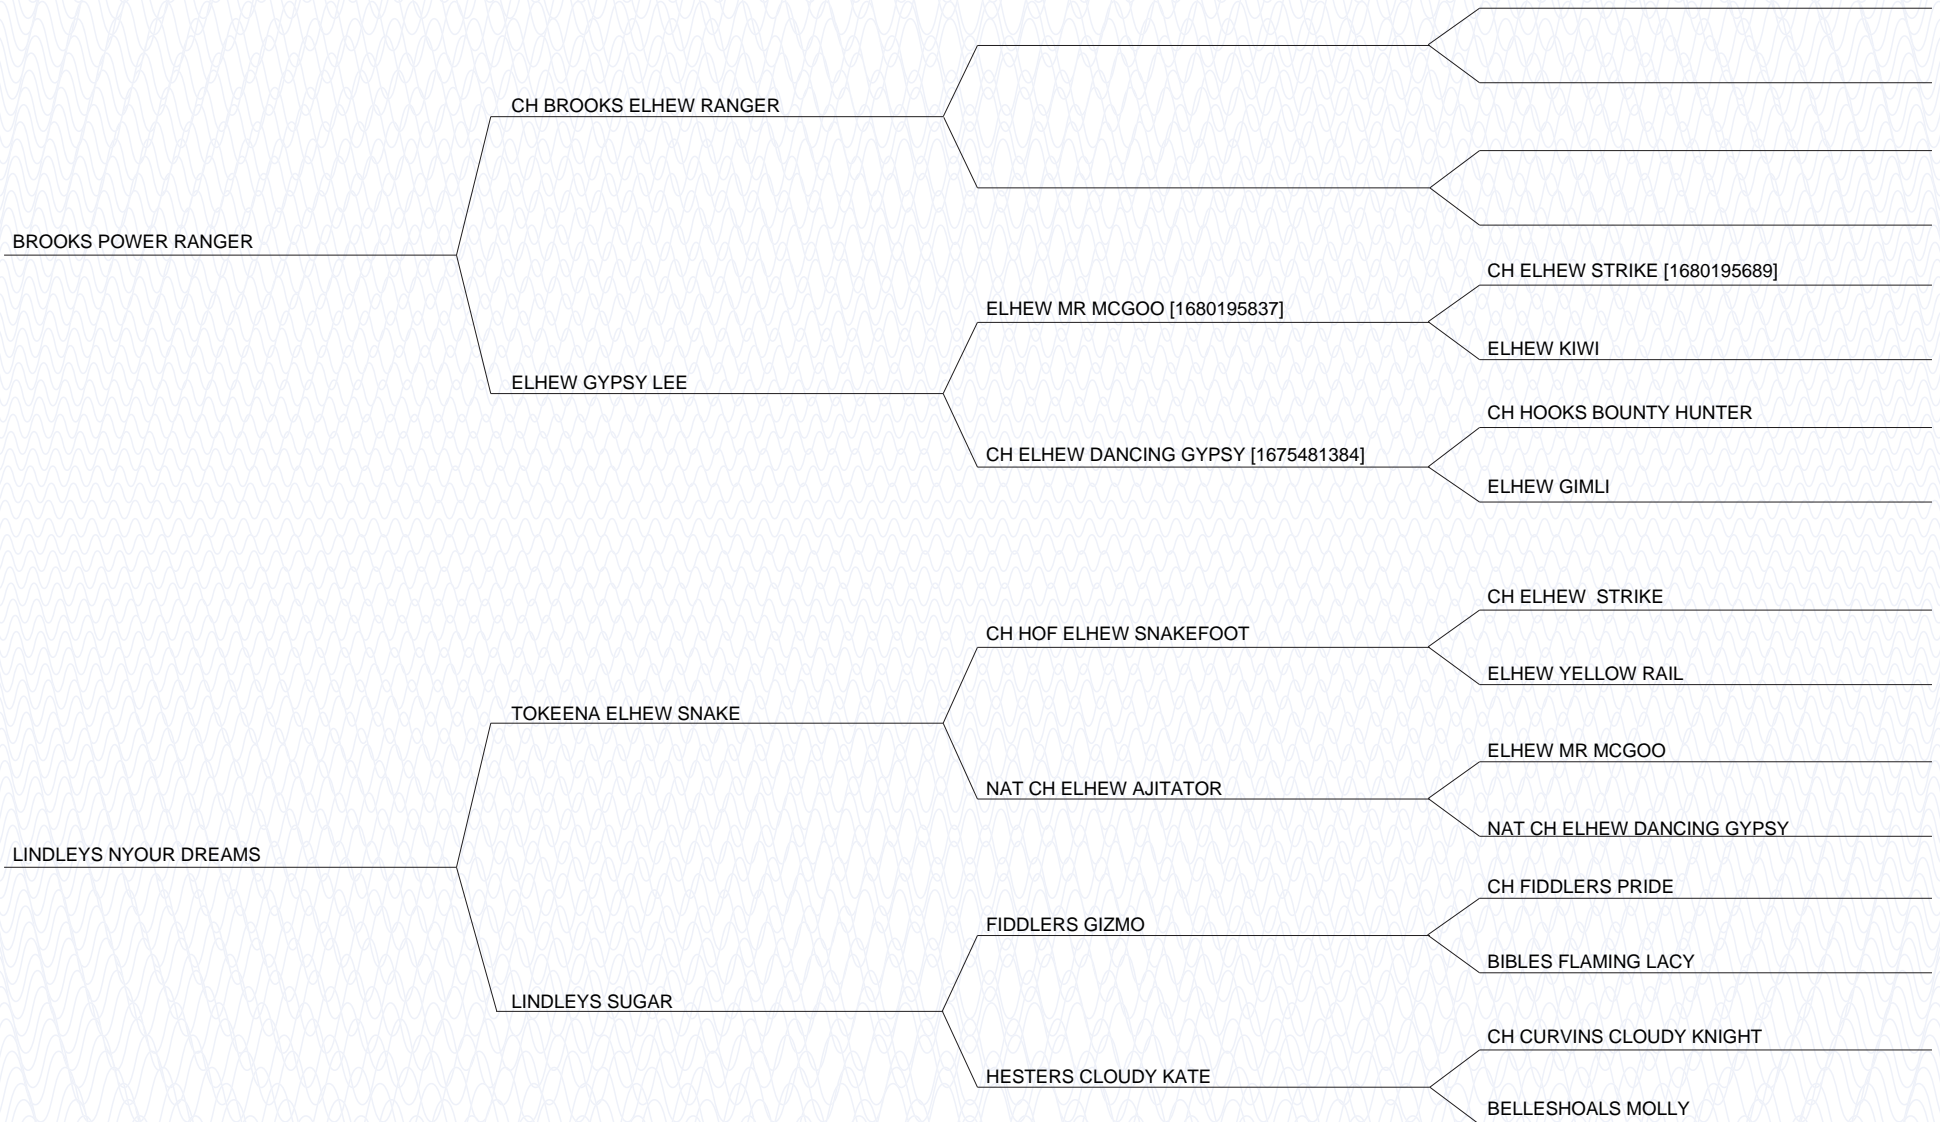 CH BROOKS ELHEW RANGER
BROOKS POWER RANGER
CH ELHEW STRIKE [1680195689]
ELHEW MR MCGOO [1680195837]
ELHEW KIWI
ELHEW GYPSY LEE
CH HOOKS BOUNTY HUNTER
CH ELHEW DANCING GYPSY [1675481384]
ELHEW GIMLI
CH ELHEW  STRIKE
CH HOF ELHEW SNAKEFOOT
ELHEW YELLOW RAIL
TOKEENA ELHEW SNAKE
ELHEW MR MCGOO
NAT CH ELHEW AJITATOR
NAT CH ELHEW DANCING GYPSY
LINDLEYS NYOUR DREAMS
CH FIDDLERS PRIDE
FIDDLERS GIZMO
BIBLES FLAMING LACY
LINDLEYS SUGAR
CH CURVINS CLOUDY KNIGHT
HESTERS CLOUDY KATE
BELLESHOALS MOLLY